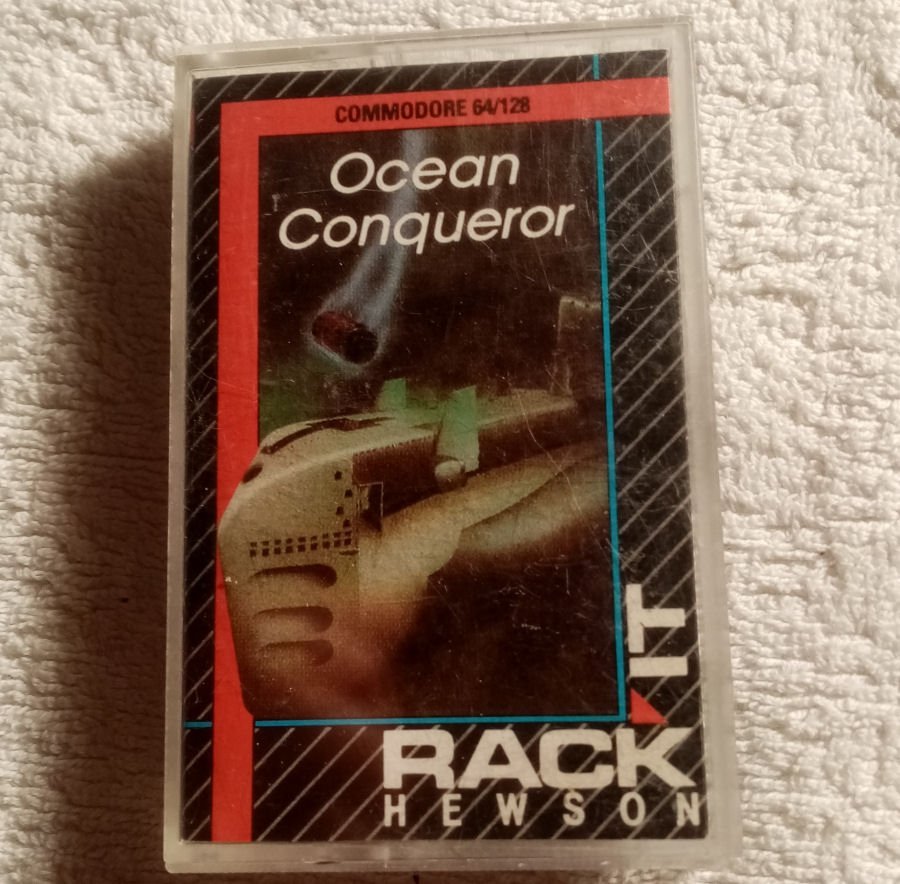 COMMODORE 64/128
Ocean
Conqueror
IT
RACK
HEWSON